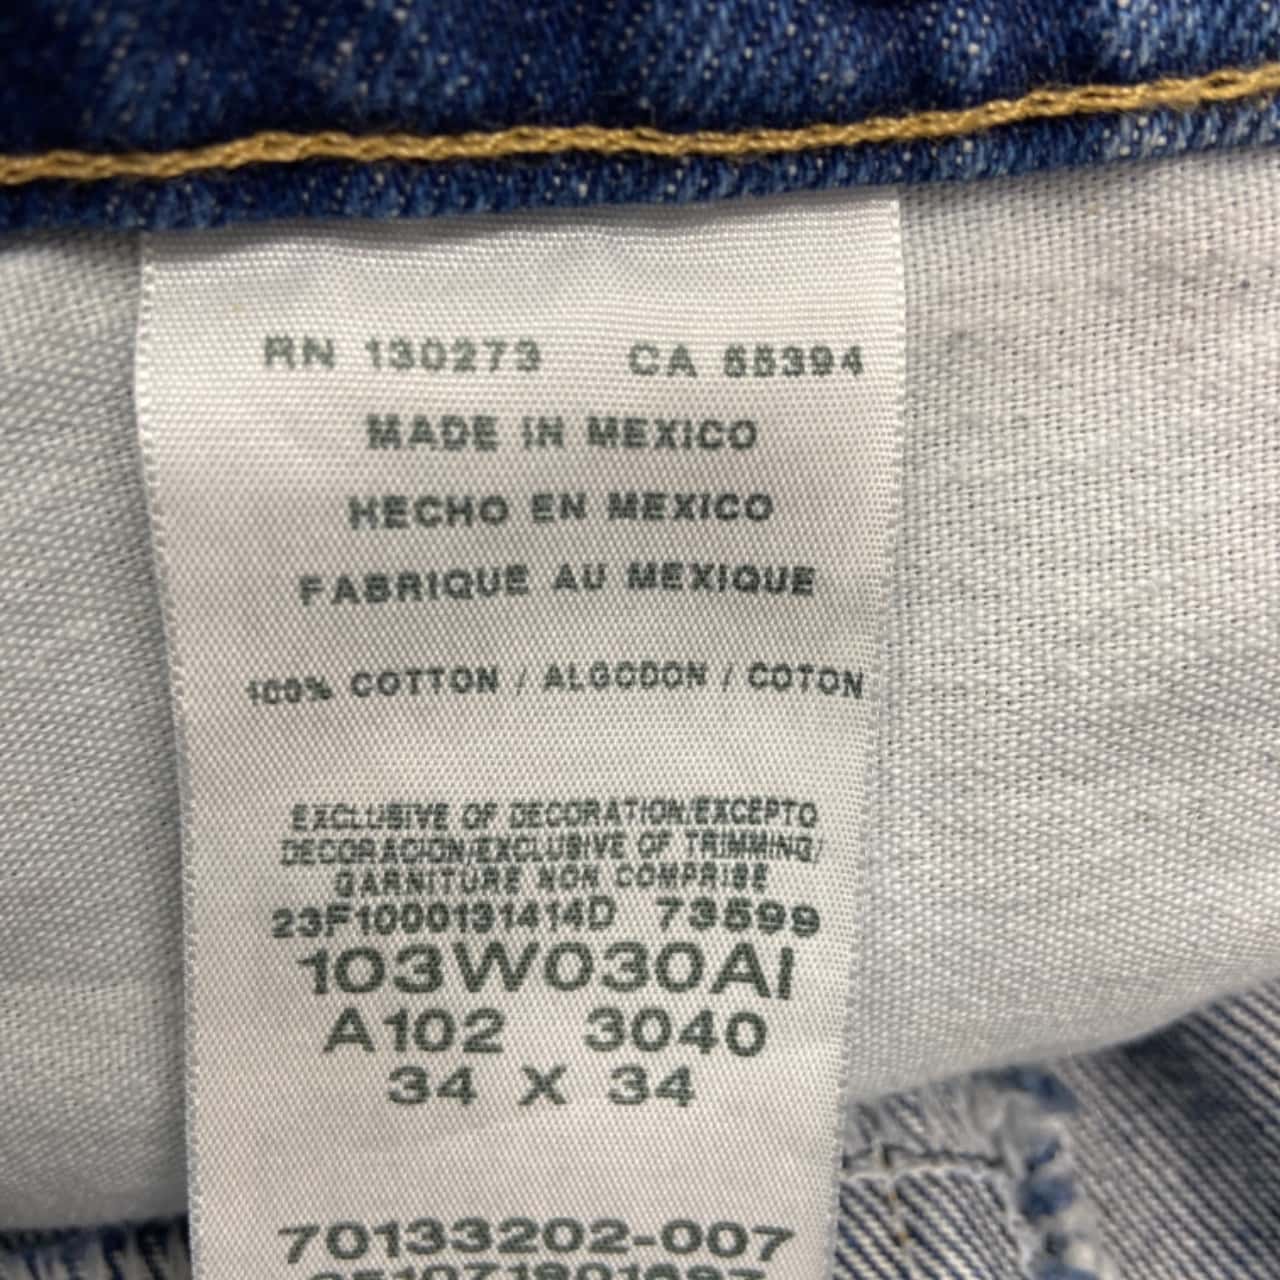 RN 130273 CA 55394
MADE IN MEXICO
HECHO EN MEXICO
FABRIQUE AU MEXIQUE
100% COTTON / ALGODON / COTON
EXCLUSIVE OF DECORATION/EXCEPTO
DECORACION/EXCLUSIVE OF TRIMMING/
GARNITURE NON COMPRISE
23F1000131414D 73599
103W030AI
A102 3040
34 X 34
70133202-007